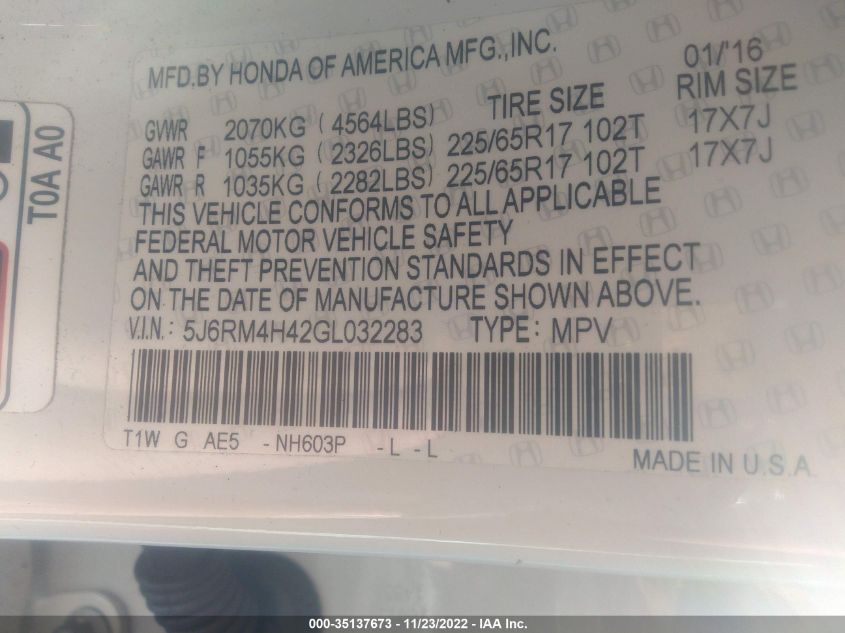 MFD.BY HONDA OF AMERICA MFG.,INC. 01/'16
TIRE SIZE RIM SIZE
GVWR 2070KG (4564LBS)
GAWR F 1055KG (2326LBS) 225/65R17 102T 17X7J
GAWR R 1035KG (2282LBS) 225/65R17 102T 17X7J
THIS VEHICLE CONFORMS TO ALL APPLICABLE
FEDERAL MOTOR VEHICLE SAFETY
AND THEFT PREVENTION STANDARDS IN EFFECT
ON THE DATE OF MANUFACTURE SHOWN ABOVE.
V.I.N.: 5J6RM4H42GL032283 TYPE: MPV
T1W G AE5 -NH603P -L -L
MADE IN U.S.A
T0A A0
000-35137673 - 11/23/2022 - IAA Inc.